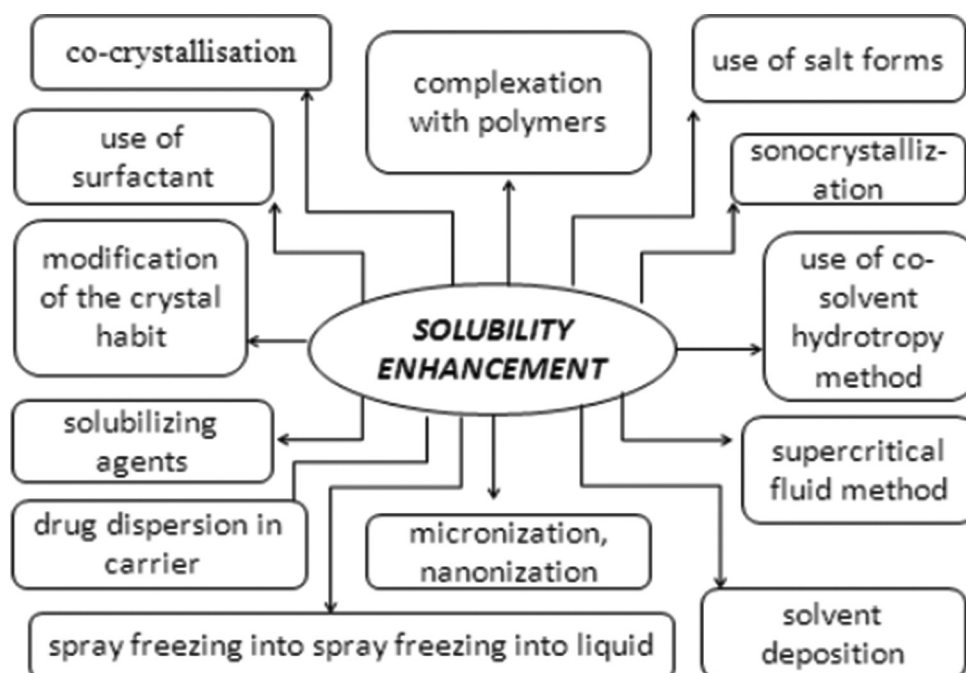 co-crystallisation
complexation
with polymers
use of salt forms
use of
surfactant
sonocrystalliz-
ation
modification
of the crystal
habit
SOLUBILITY
ENHANCEMENT
use of co-
solvent
hydrotropy
method
solubilizing
agents
supercritical
fluid method
drug dispersion in
carrier
micronization,
nanonization
spray freezing into spray freezing into liquid
solvent
deposition